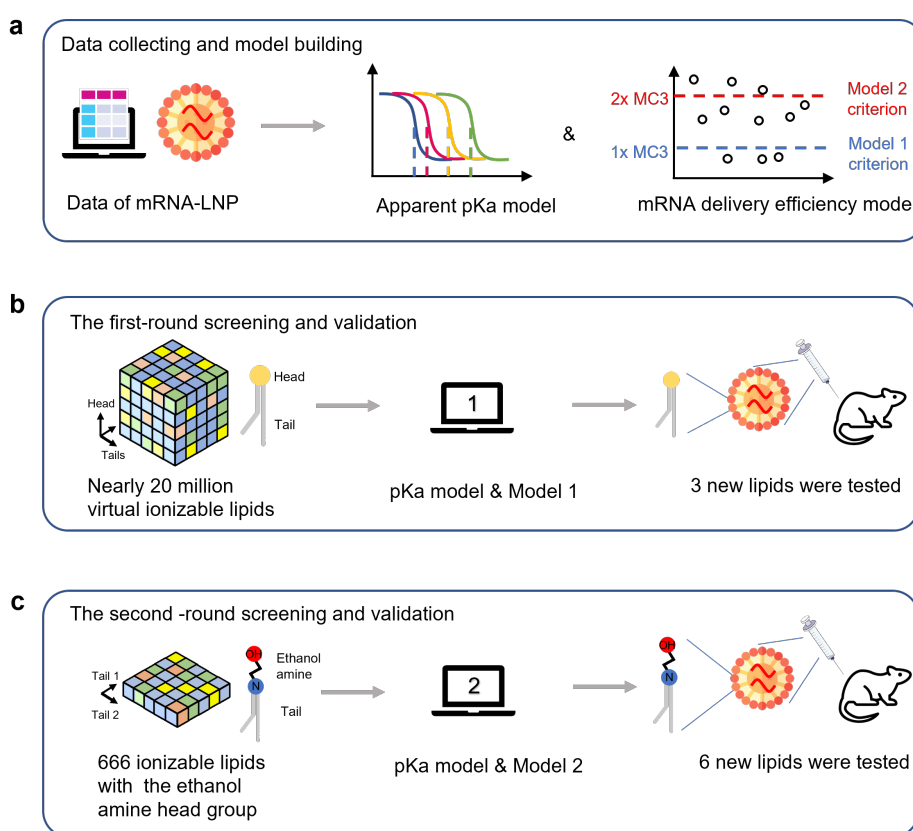 a
Data collecting and model building
2x MC3
1x MC3
Model 2
criterion
Model 1
criterion
&
Data of mRNA-LNP
Apparent pKa model
mRNA delivery efficiency mode
b
The first-round screening and validation
Head
Tails
Head
Tail
1
Nearly 20 million
virtual ionizable lipids
pKa model & Model 1
3 new lipids were tested
c
The second -round screening and validation
Tail 1
Tail 2
OH
N
Ethanol
amine
Tail
2
OH
N
666 ionizable lipids
with the ethanol
amine head group
pKa model & Model 2
6 new lipids were tested